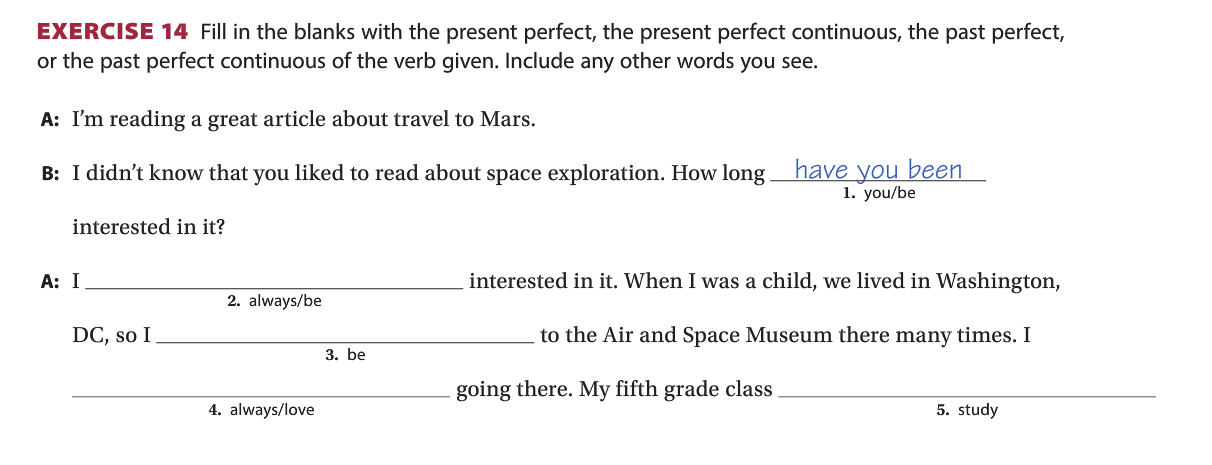 EXERCISE 14 Fill in the blanks with the present perfect, the present perfect continuous, the past perfect,
or the past perfect continuous of the verb given. Include any other words you see.
A: I’m reading a great article about travel to Mars.
B: I didn’t know that you liked to read about space exploration. How long have you been
1. you/be
interested in it?
A: I ____ interested in it. When I was a child, we lived in Washington,
2. always/be
DC, so I ____ to the Air and Space Museum there many times. I
3. be
____ going there. My fifth grade class ____
4. always/love 5. study